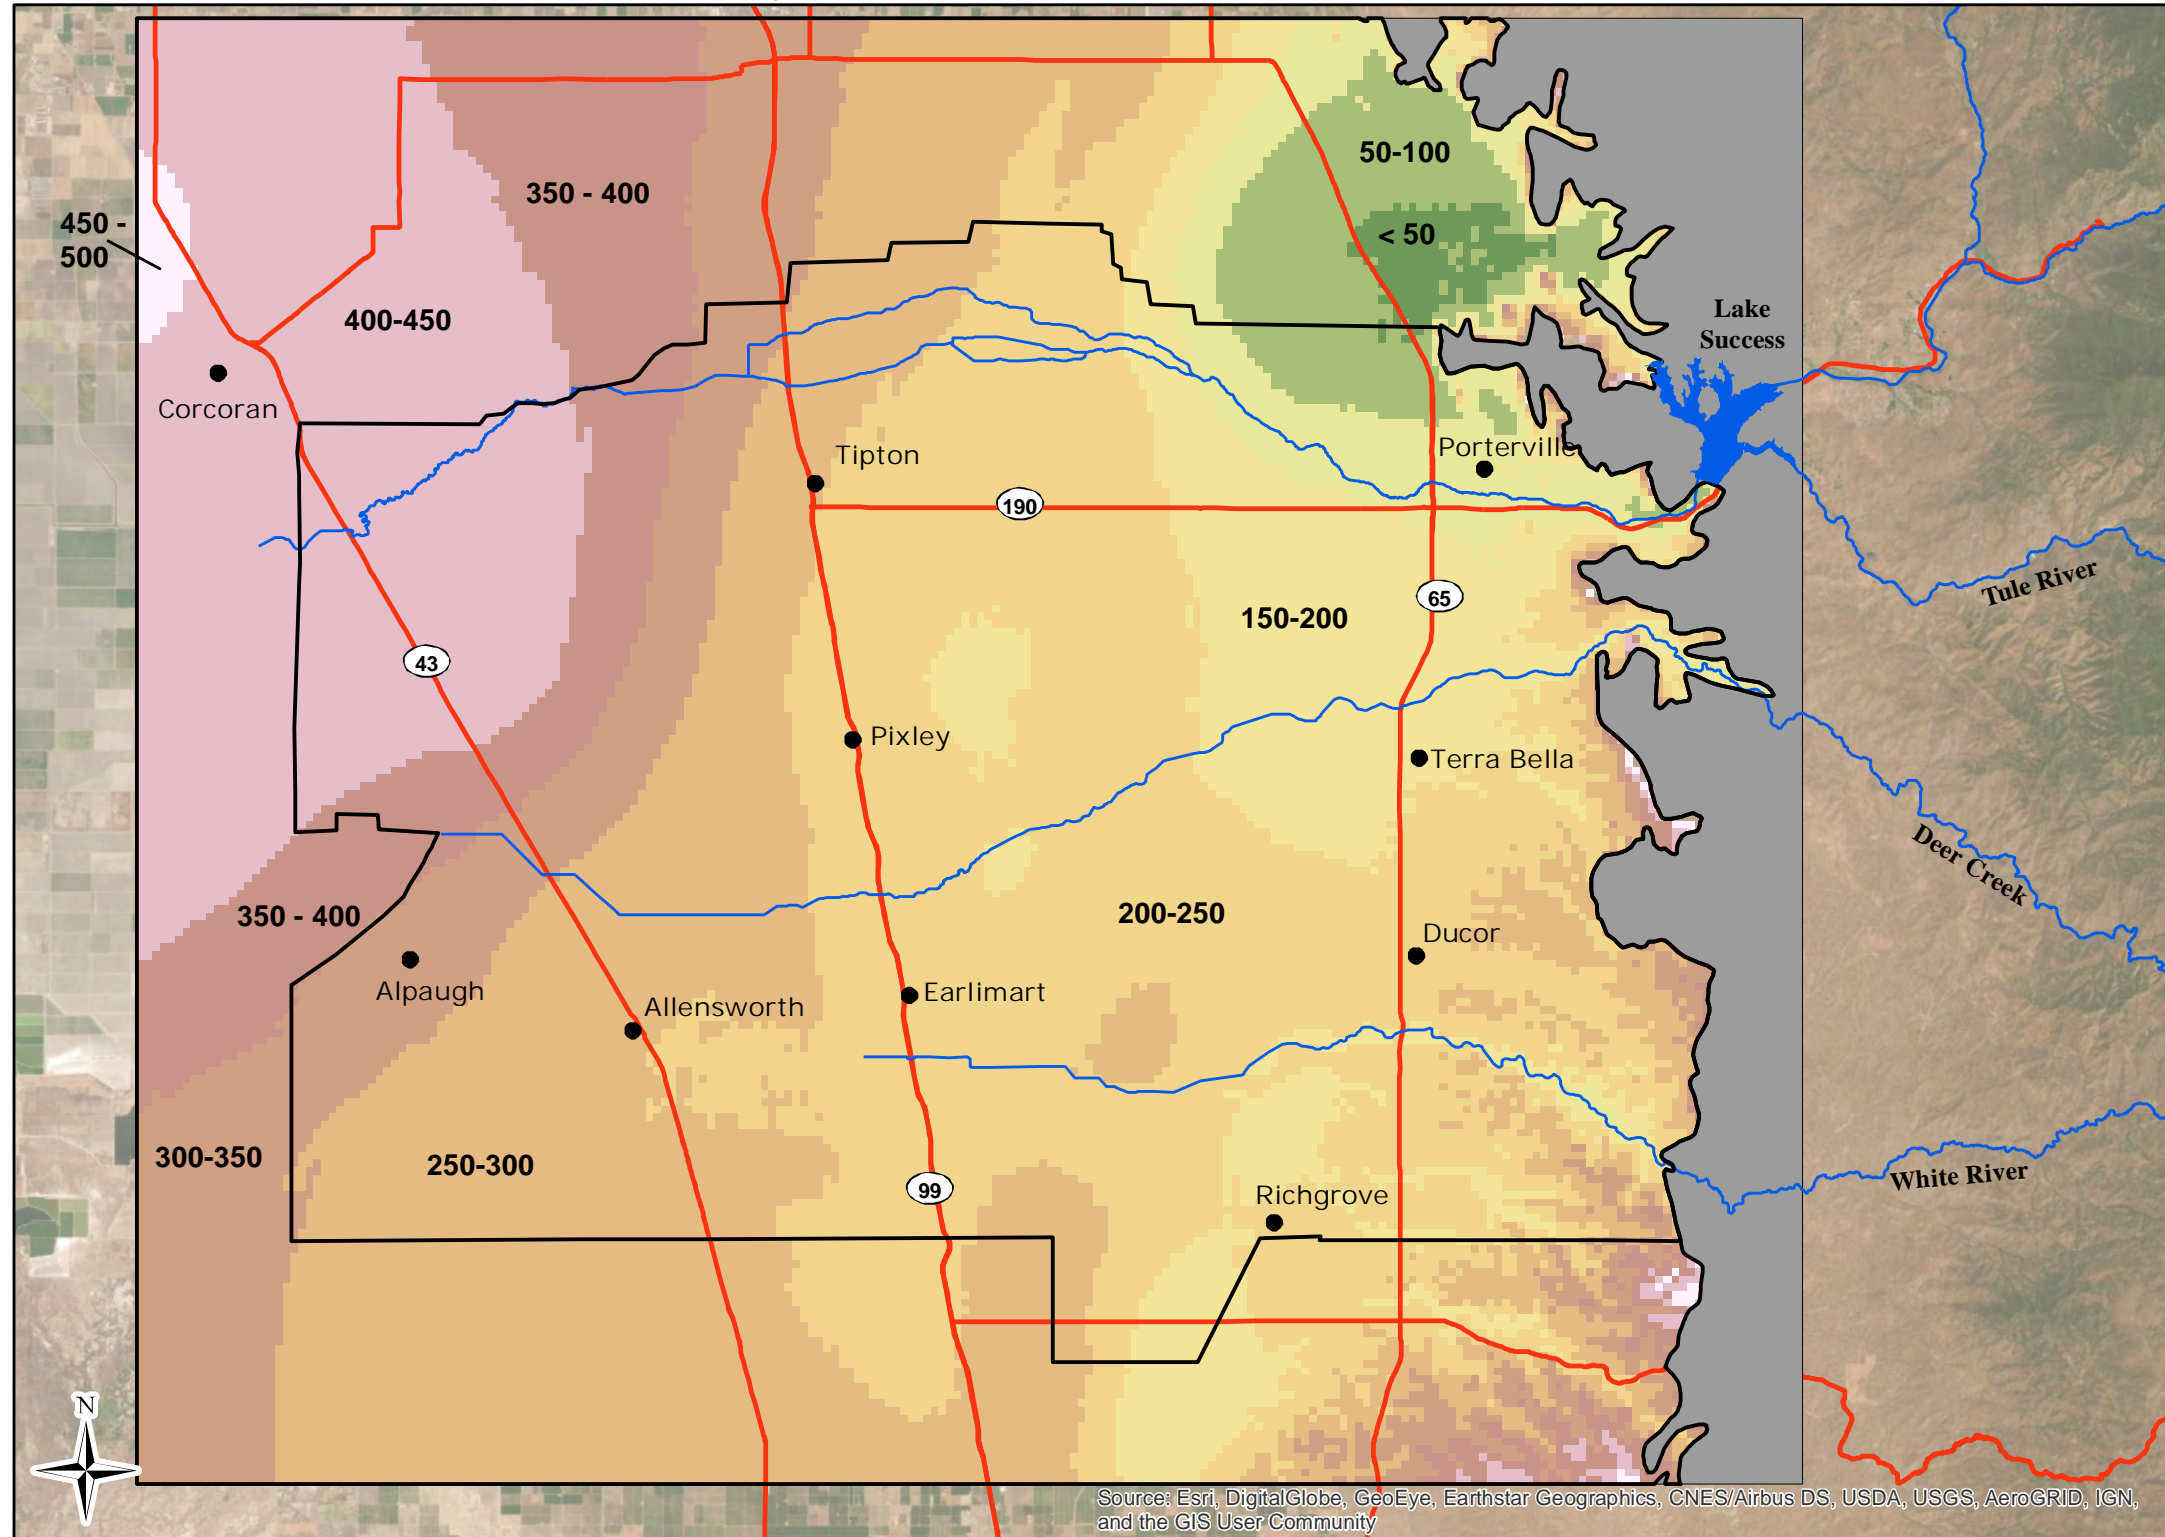 50-100
350 - 400
< 50
450 -
500
Lake
Success
400-450
Corcoran
Tipton
Porterville
190
65
Tule River
150-200
43
Pixley
Terra Bella
Deer Creek
350 - 400
200-250
Ducor
Alpaugh
Allensworth
Earlimart
300-350
250-300
99
Richgrove
White River
N
Source: Esri, DigitalGlobe, GeoEye, Earthstar Geographics, CNES/Airbus DS, USDA, USGS, AeroGRID, IGN,
and the GIS User Community